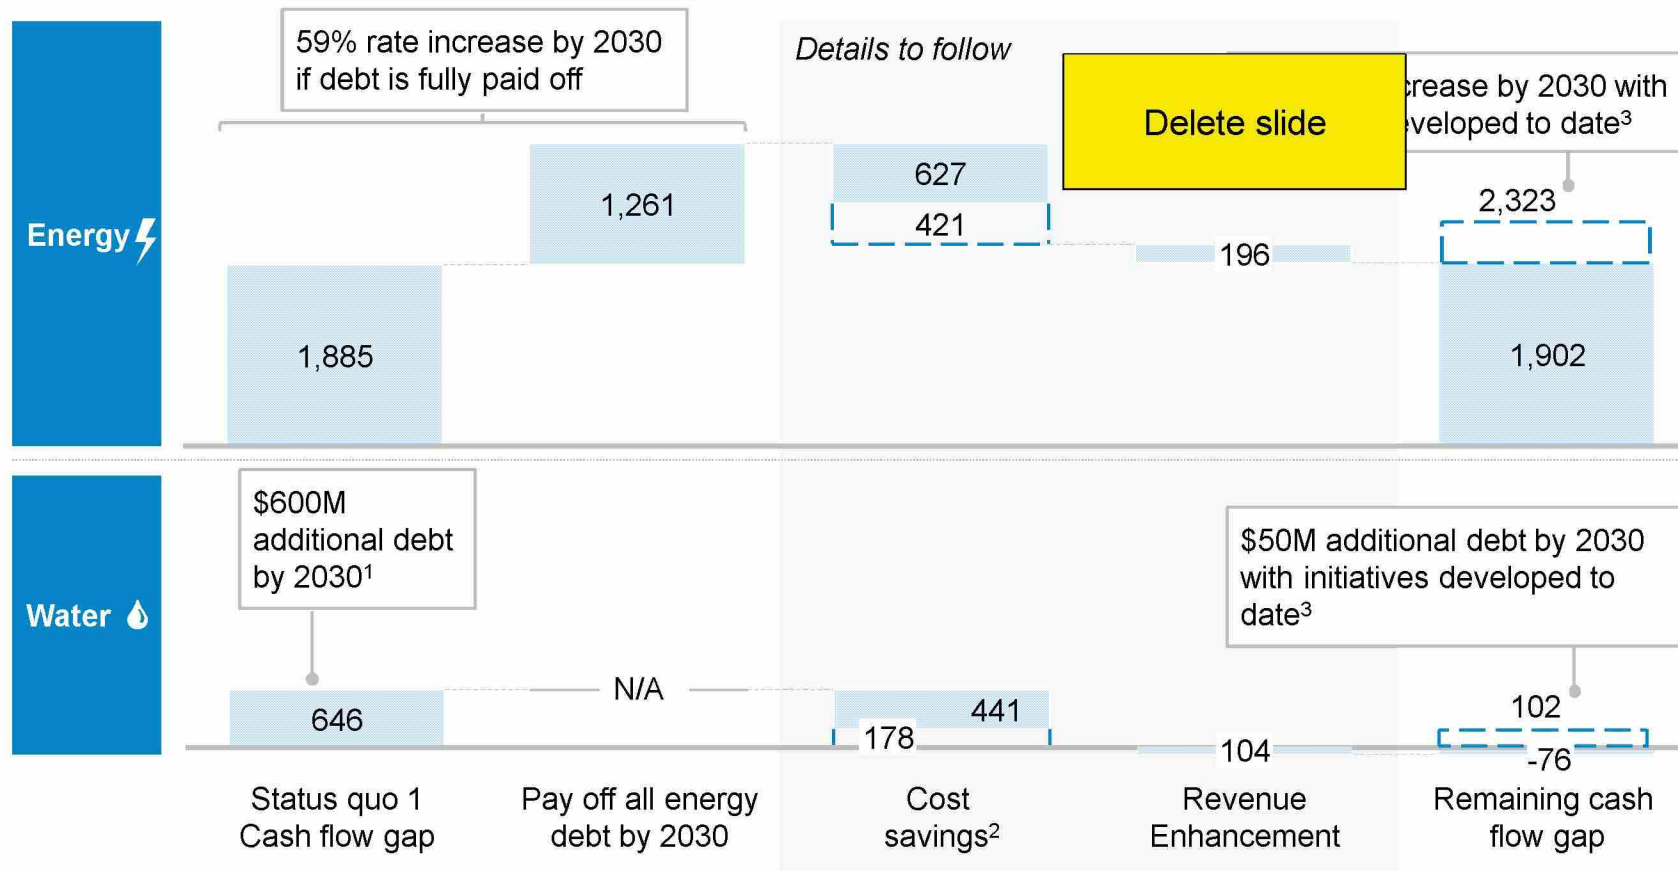 59% rate increase by 2030
if debt is fully paid off
Details to follow
Delete slide
by 2030 with
to date³
Energy
1,885
1,261
627
421
196
2,323
1,902
Water
$600M
additional debt
by 2030¹
646
N/A
441
178
104
$50M additional debt by 2030
with initiatives developed to
date³
102
-76
Status quo 1
Cash flow gap
Pay off all energy
debt by 2030
Cost
savings²
Revenue
Enhancement
Remaining cash
flow gap